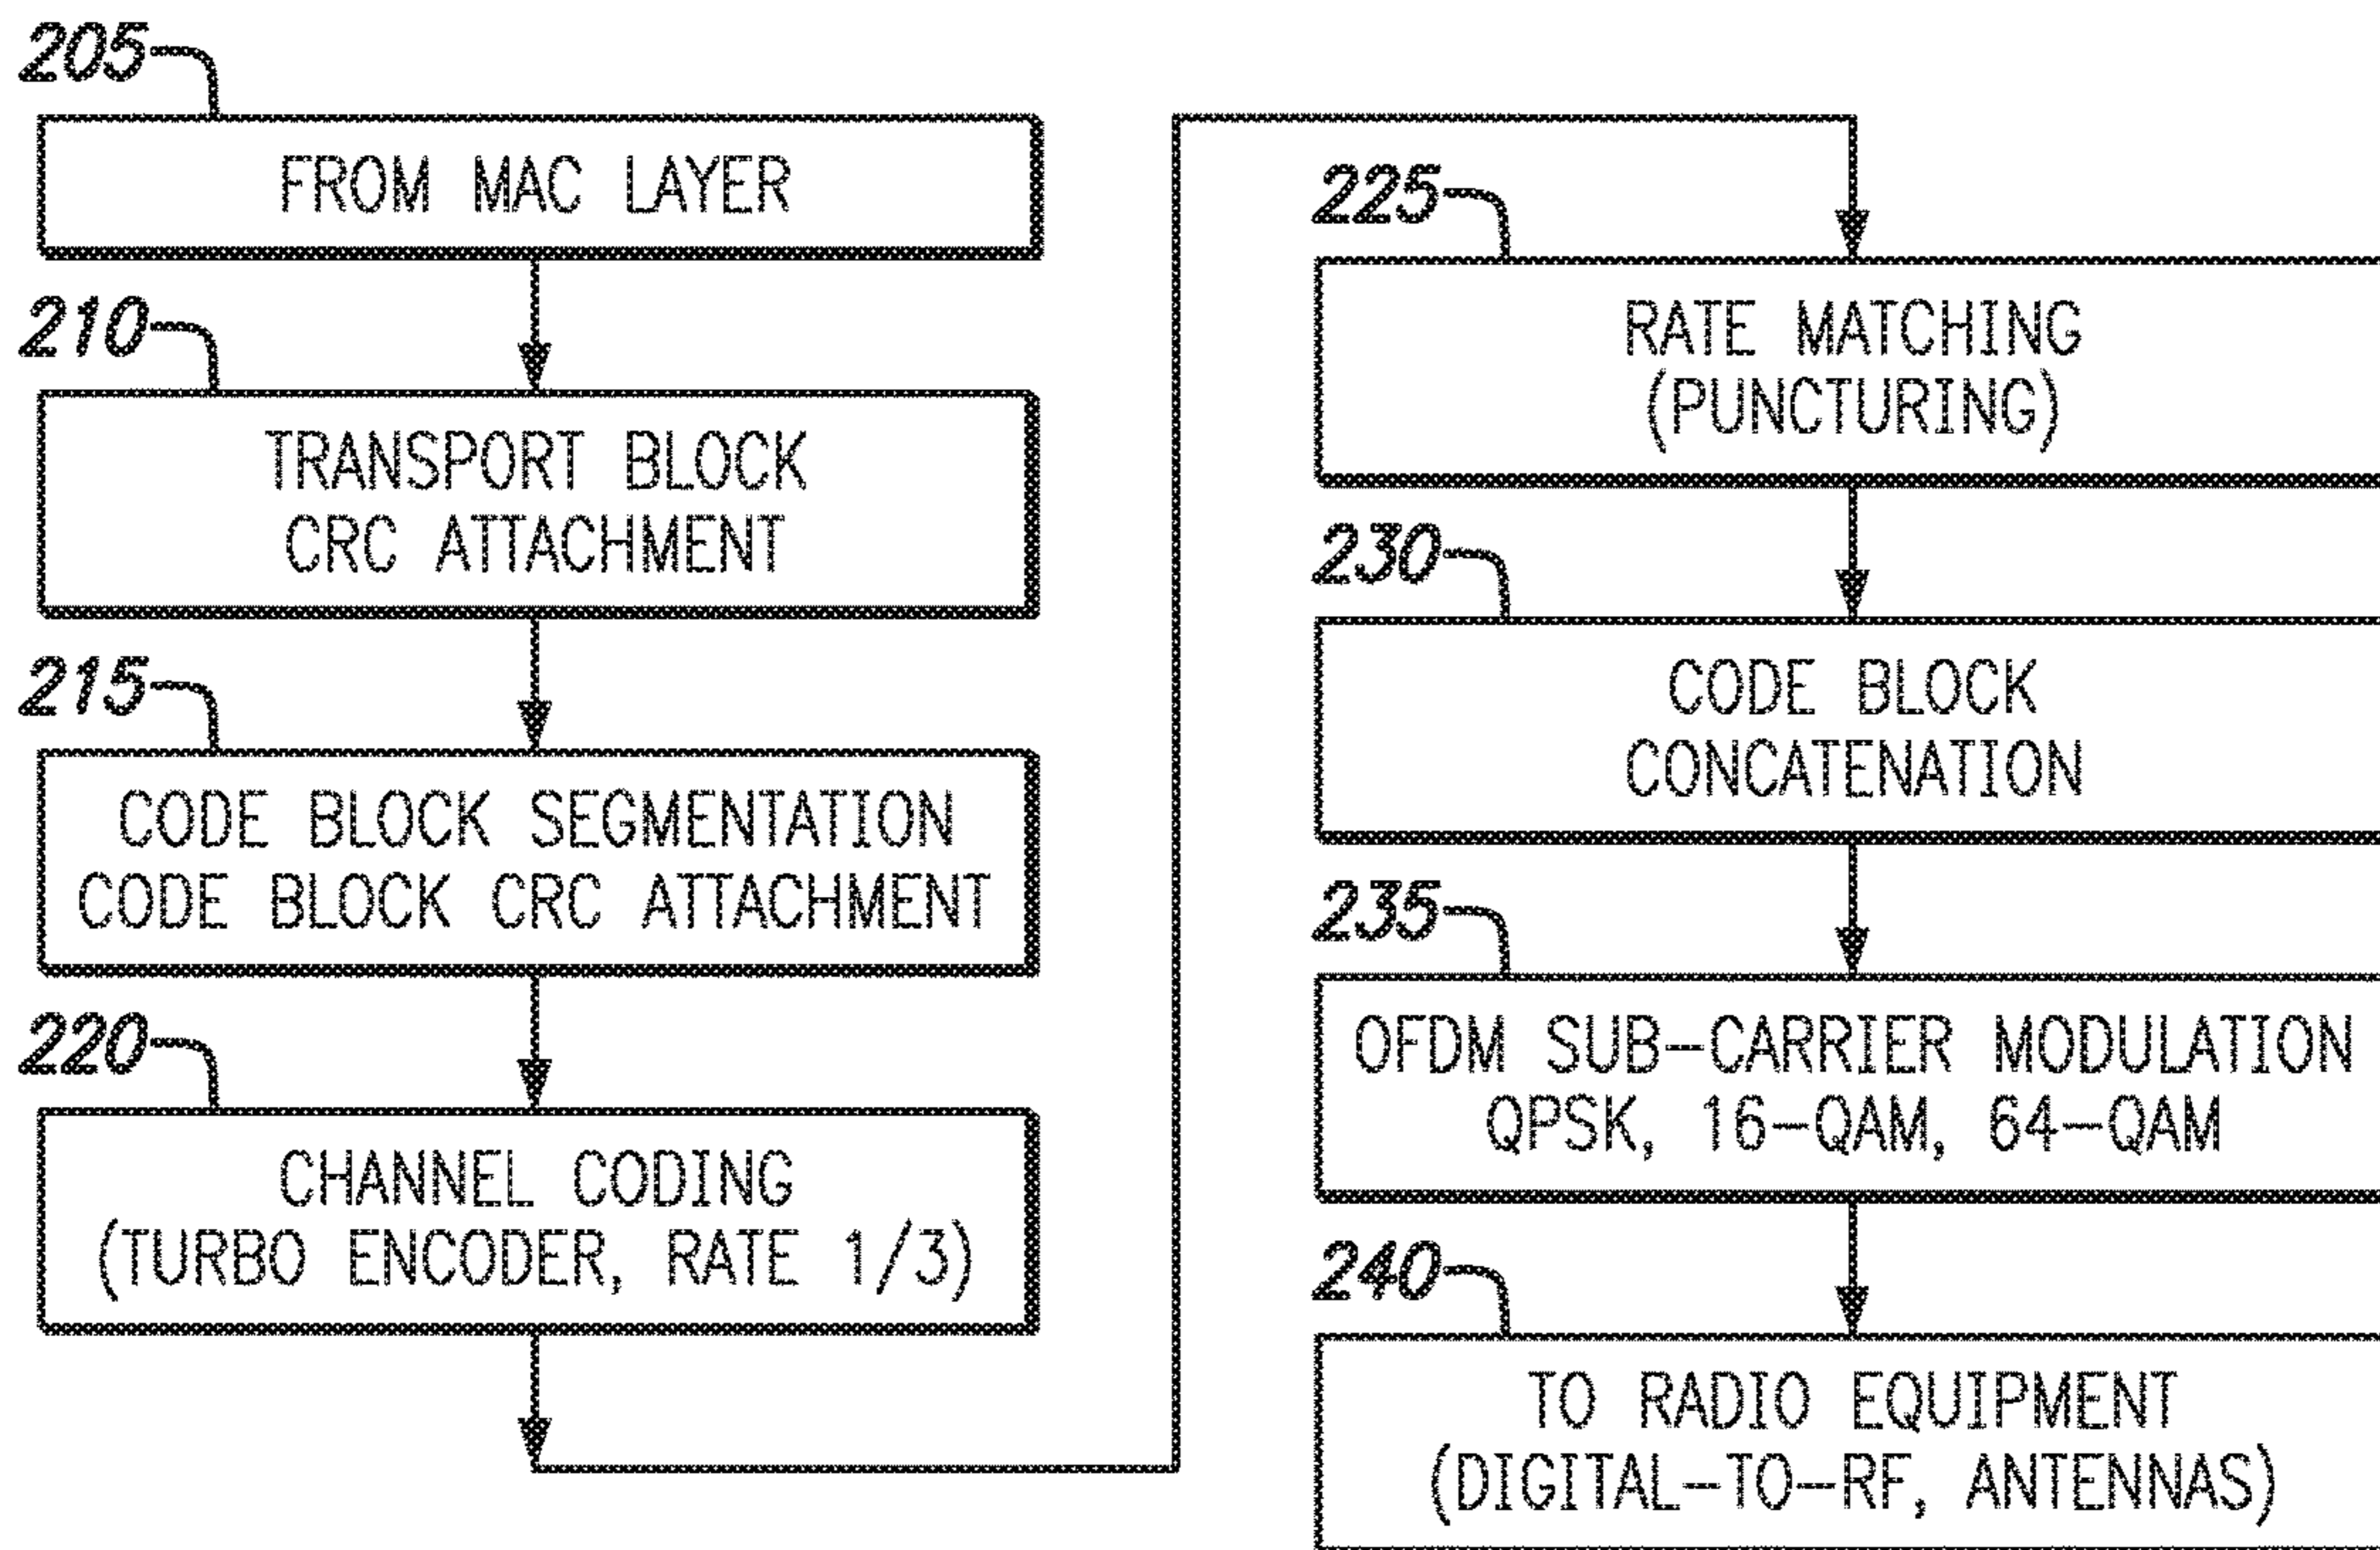 205
FROM MAC LAYER
210
TRANSPORT BLOCK
CRC ATTACHMENT
215
CODE BLOCK SEGMENTATION
CODE BLOCK CRC ATTACHMENT
220
CHANNEL CODING
(TURBO ENCODER, RATE 1/3)
225
RATE MATCHING
(PUNCTURING)
230
CODE BLOCK
CONCATENATION
235
OFDM SUB-CARRIER MODULATION
QPSK, 16-QAM, 64-QAM
240
TO RADIO EQUIPMENT
(DIGITAL-TO-RF, ANTENNAS)